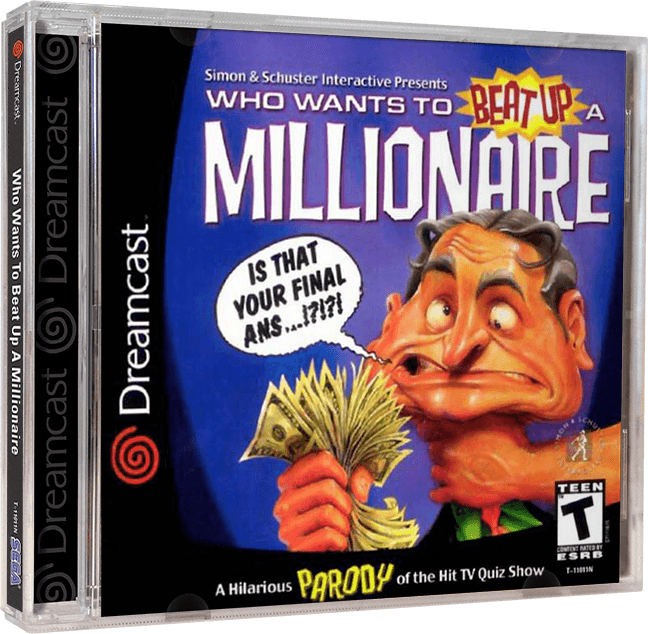 Dreamcast
Who Wants To Beat Up A Millionaire
T-11011N
SEGA
Dreamcast
Dreamcast
Dreamcast
Dreamcast
Simon & Schuster Interactive Presents
WHO WANTS TO BEAT UP A
MILLIONAIRE
IS THAT
YOUR FINAL
ANS...!?!?!
TEEN
T
CONTENT RATED BY
ESRB
T-11011N
A Hilarious PARODY of the Hit TV Quiz Show